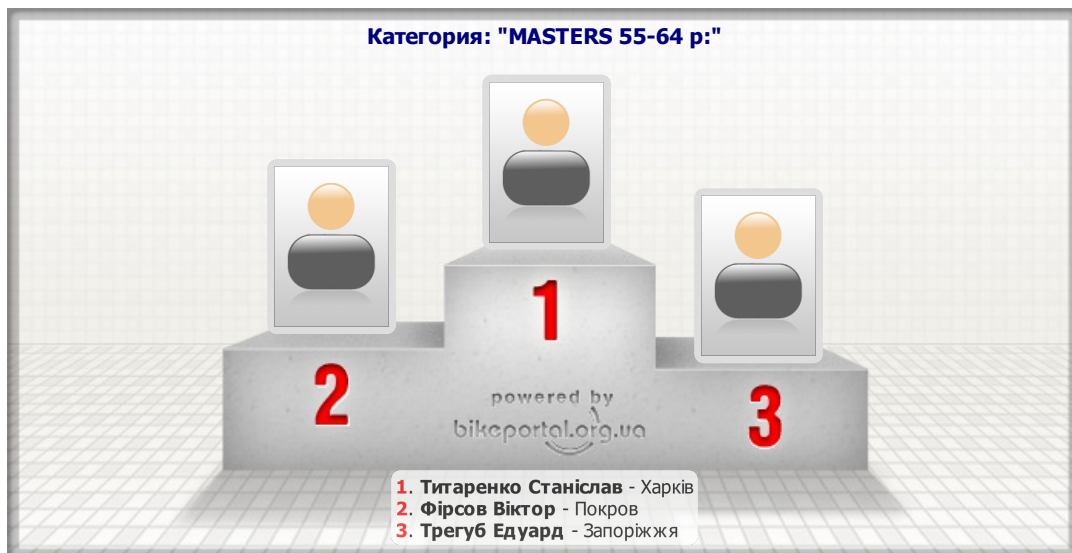 Категория: "MASTERS 55-64 р:"
1
2
3
powered by
bikeportal.org.ua
1. Титаренко Станіслав - Харків
2. Фірсов Віктор - Покров
3. Трегуб Едуард - Запоріжжя